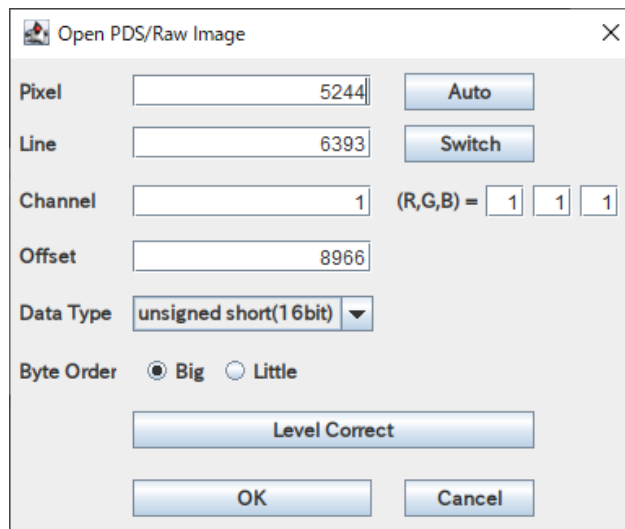 Open PDS/Raw Image
Pixel 5244 Auto
Line 6393 Switch
Channel 1 (R,G,B) = 1 1 1
Offset 8966
Data Type unsigned short(16bit)
Byte Order Big Little
Level Correct
OK Cancel